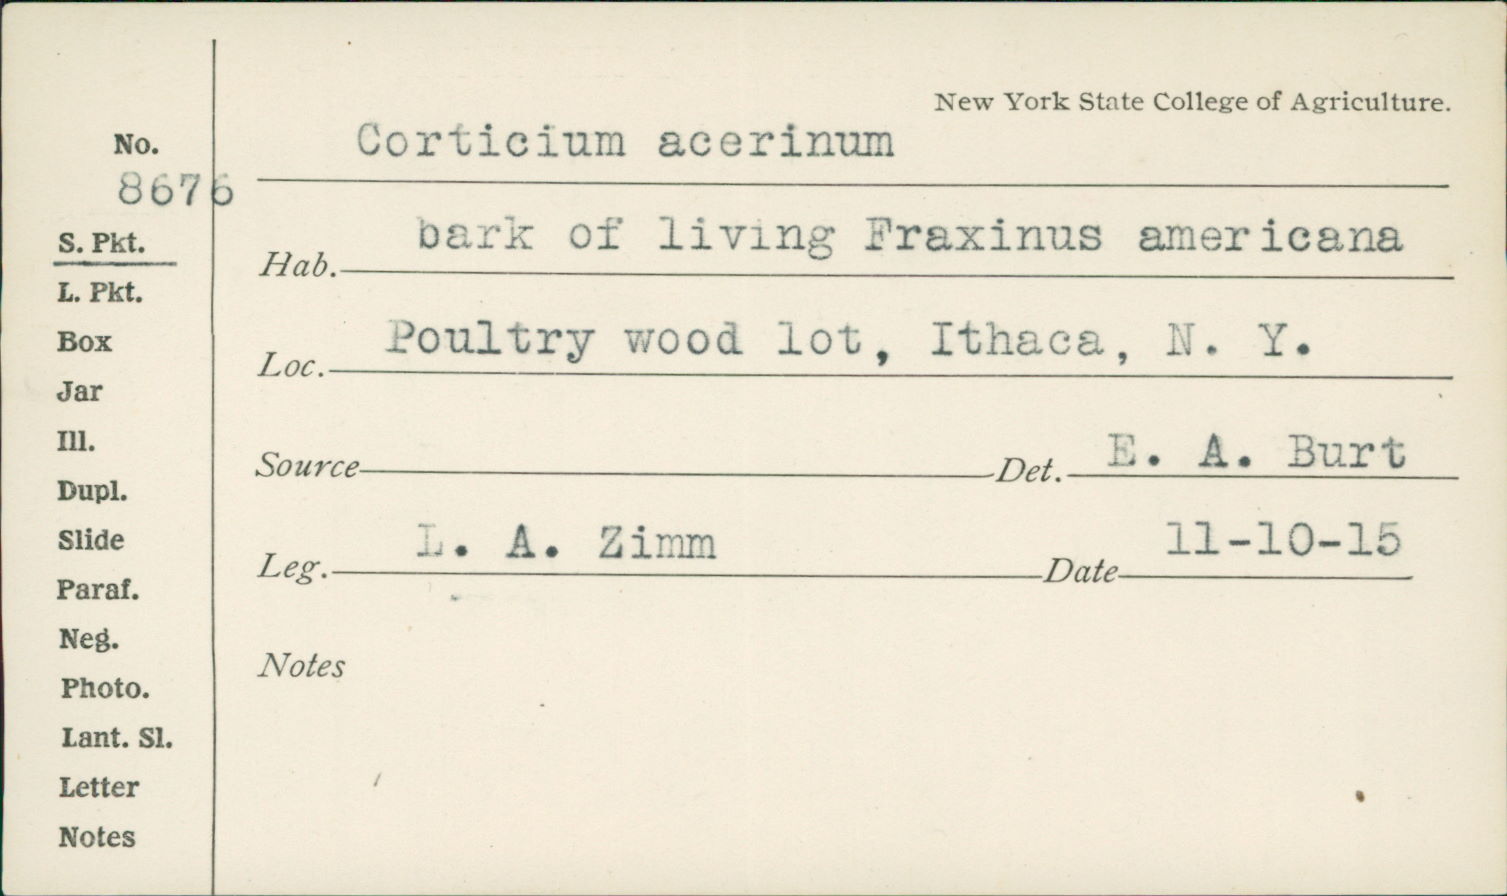 New York State College of Agriculture.
No.
8676
Corticium acerinum
S. Pkt.
L. Pkt.
Box
Jar
Ill.
Dupl.
Slide
Paraf.
Neg.
Photo.
Lant. Sl.
Letter
Notes
Hab. bark of living Fraxinus americana
Loc. Poultry wood lot, Ithaca, N. Y.
Source Det. E. A. Burt
Leg. L. A. Zimm Date 11-10-15
Notes